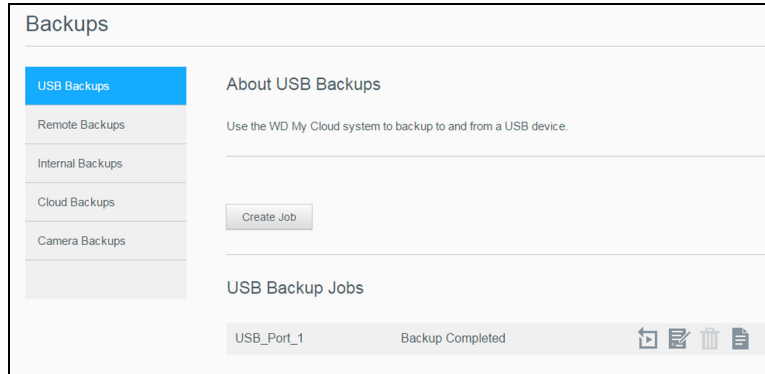 Backups
USB Backups
Remote Backups
Internal Backups
Cloud Backups
Camera Backups
About USB Backups
Use the WD My Cloud system to backup to and from a USB device.
Create Job
USB Backup Jobs
USB_Port_1 Backup Completed